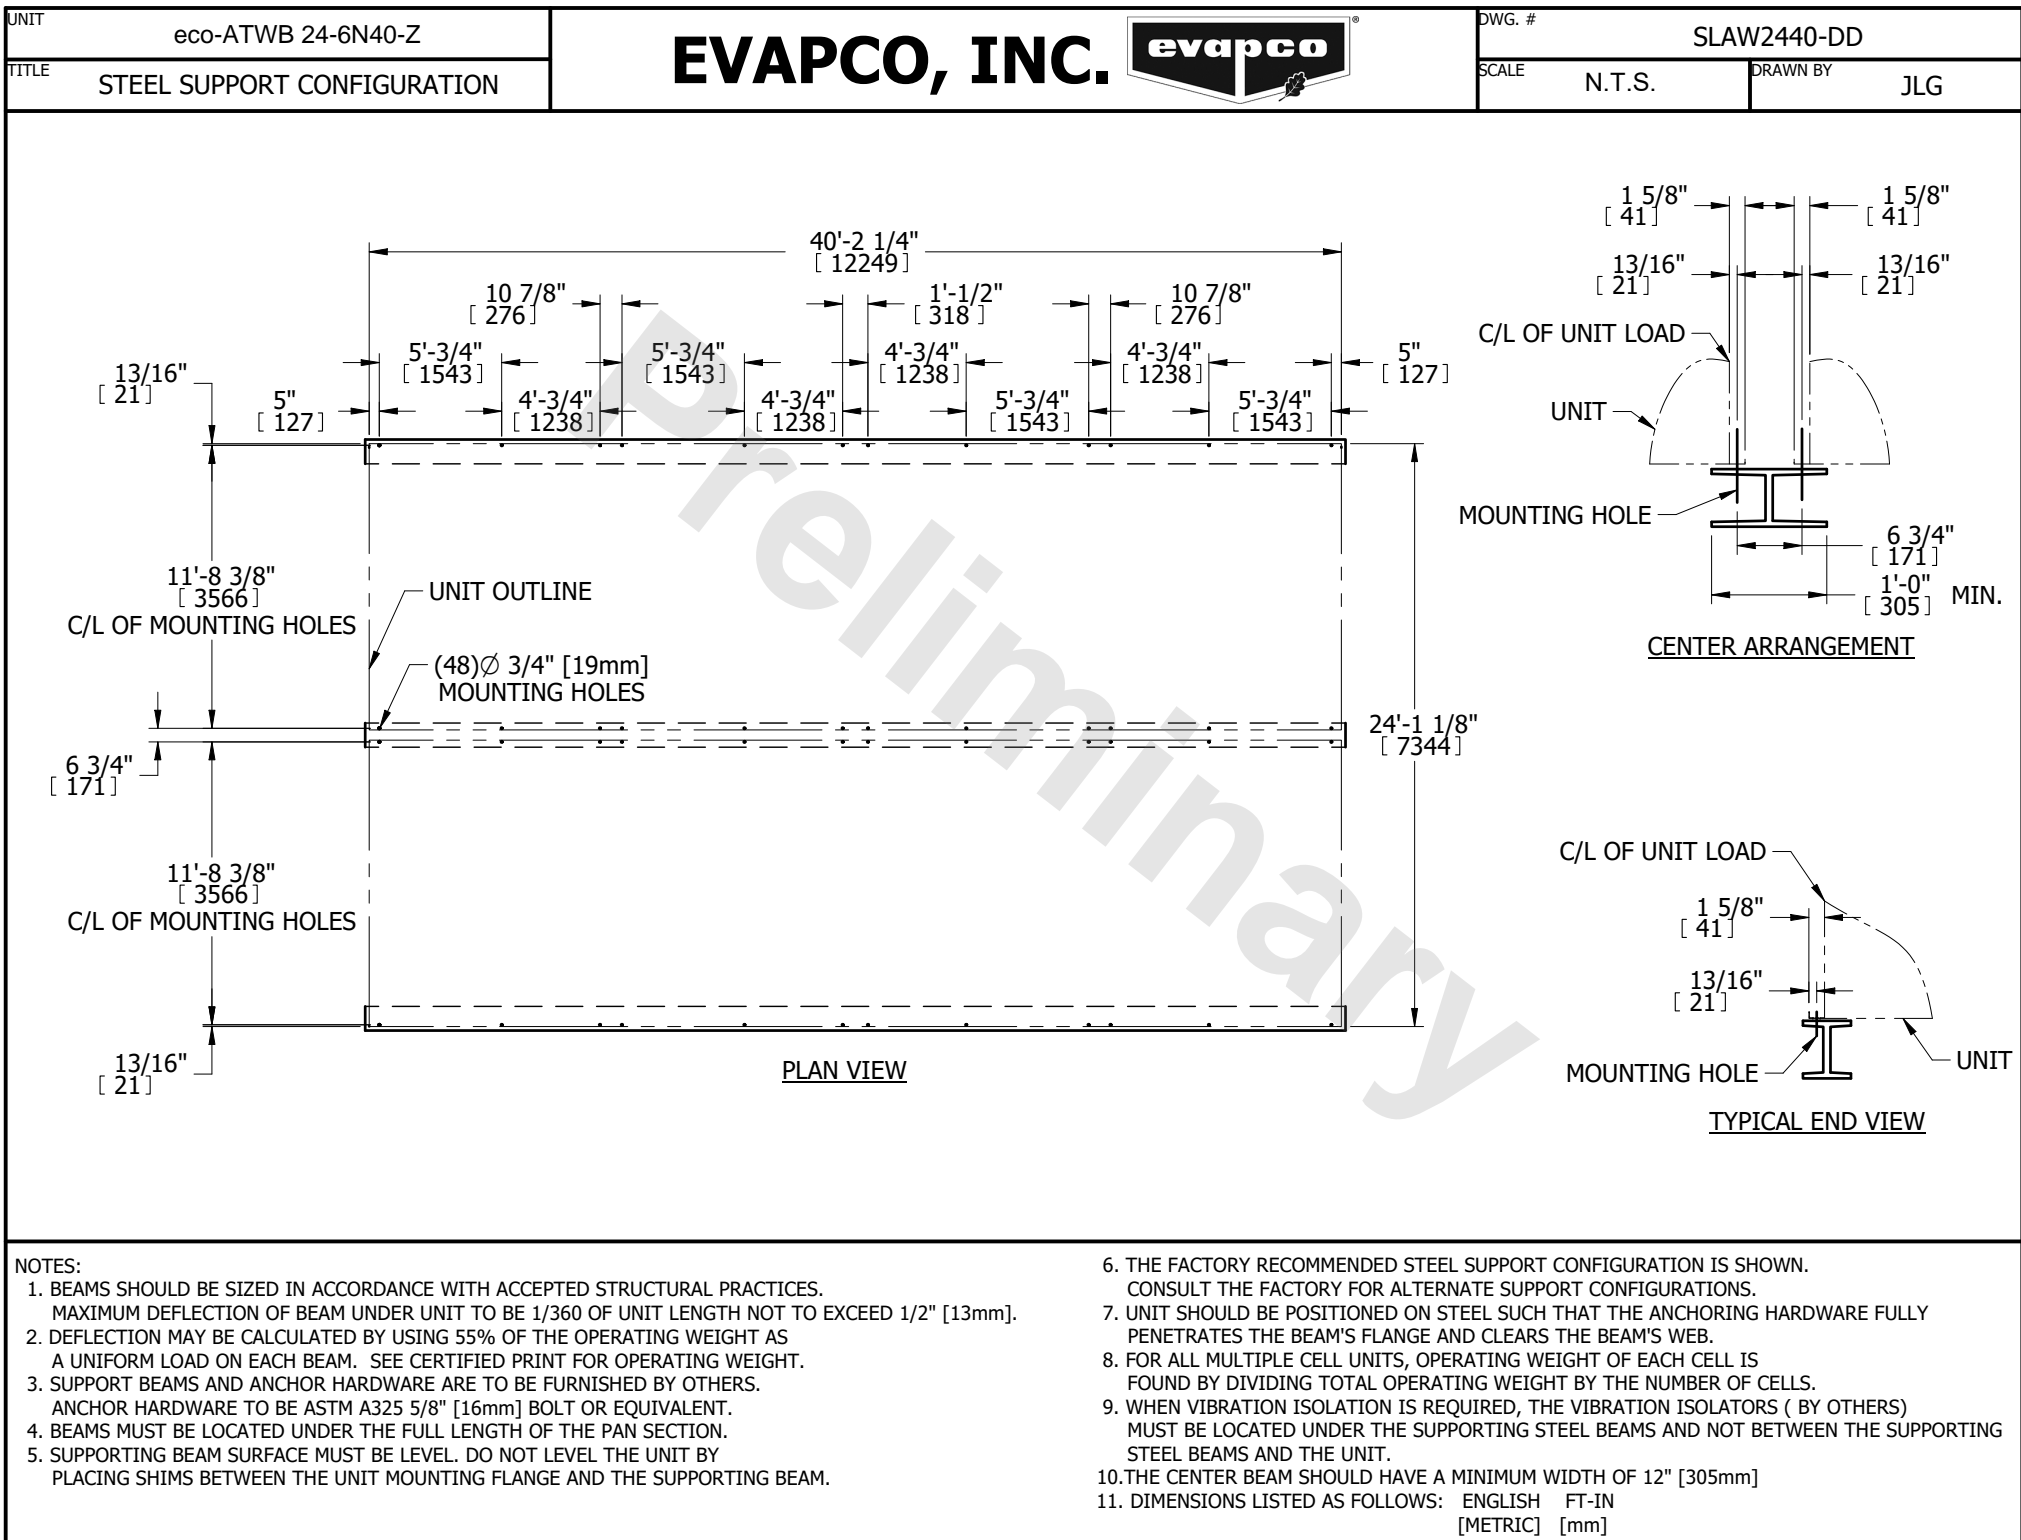 UNIT
eco-ATWB 24-6N40-Z
TITLE
STEEL SUPPORT CONFIGURATION
EVAPCO, INC.
evapco
®
DWG. #
SLAW2440-DD
SCALE
N.T.S.
DRAWN BY
JLG
40'-2 1/4"
[ 12249]
10 7/8"
[ 276]
1'-1/2"
[ 318 ]
10 7/8"
[ 276]
5'-3/4"
[ 1543]
5'-3/4"
[ 1543]
4'-3/4"
[ 1238]
4'-3/4"
[ 1238]
5"
[ 127]
13/16"
[ 21]
5"
[ 127]
4'-3/4"
[ 1238]
4'-3/4"
[ 1238]
5'-3/4"
[ 1543]
5'-3/4"
[ 1543]
11'-8 3/8"
[ 3566]
C/L OF MOUNTING HOLES
UNIT OUTLINE
(48)Ø 3/4" [19mm]
MOUNTING HOLES
6 3/4"
[ 171]
24'-1 1/8"
[ 7344]
11'-8 3/8"
[ 3566]
C/L OF MOUNTING HOLES
13/16"
[ 21]
PLAN VIEW
Preliminary
1 5/8"
[ 41]
1 5/8"
[ 41]
13/16"
[ 21]
13/16"
[ 21]
C/L OF UNIT LOAD
UNIT
MOUNTING HOLE
6 3/4"
[ 171]
1'-0"
[ 305] MIN.
CENTER ARRANGEMENT
C/L OF UNIT LOAD
1 5/8"
[ 41]
13/16"
[ 21]
MOUNTING HOLE
UNIT
TYPICAL END VIEW
NOTES:
1. BEAMS SHOULD BE SIZED IN ACCORDANCE WITH ACCEPTED STRUCTURAL PRACTICES.
MAXIMUM DEFLECTION OF BEAM UNDER UNIT TO BE 1/360 OF UNIT LENGTH NOT TO EXCEED 1/2" [13mm].
2. DEFLECTION MAY BE CALCULATED BY USING 55% OF THE OPERATING WEIGHT AS
A UNIFORM LOAD ON EACH BEAM. SEE CERTIFIED PRINT FOR OPERATING WEIGHT.
3. SUPPORT BEAMS AND ANCHOR HARDWARE ARE TO BE FURNISHED BY OTHERS.
ANCHOR HARDWARE TO BE ASTM A325 5/8" [16mm] BOLT OR EQUIVALENT.
4. BEAMS MUST BE LOCATED UNDER THE FULL LENGTH OF THE PAN SECTION.
5. SUPPORTING BEAM SURFACE MUST BE LEVEL. DO NOT LEVEL THE UNIT BY
PLACING SHIMS BETWEEN THE UNIT MOUNTING FLANGE AND THE SUPPORTING BEAM.
6. THE FACTORY RECOMMENDED STEEL SUPPORT CONFIGURATION IS SHOWN.
CONSULT THE FACTORY FOR ALTERNATE SUPPORT CONFIGURATIONS.
7. UNIT SHOULD BE POSITIONED ON STEEL SUCH THAT THE ANCHORING HARDWARE FULLY
PENETRATES THE BEAM'S FLANGE AND CLEARS THE BEAM'S WEB.
8. FOR ALL MULTIPLE CELL UNITS, OPERATING WEIGHT OF EACH CELL IS
FOUND BY DIVIDING TOTAL OPERATING WEIGHT BY THE NUMBER OF CELLS.
9. WHEN VIBRATION ISOLATION IS REQUIRED, THE VIBRATION ISOLATORS ( BY OTHERS)
MUST BE LOCATED UNDER THE SUPPORTING STEEL BEAMS AND NOT BETWEEN THE SUPPORTING
STEEL BEAMS AND THE UNIT.
10.THE CENTER BEAM SHOULD HAVE A MINIMUM WIDTH OF 12" [305mm]
11. DIMENSIONS LISTED AS FOLLOWS: ENGLISH FT-IN
[METRIC] [mm]